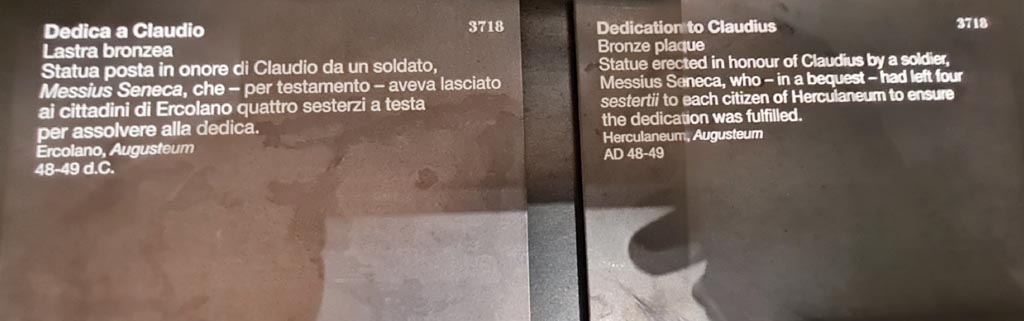 Dedica a Claudio 3718
Lastra bronzea
Statua posta in onore di Claudio da un soldato,
Messius Seneca, che – per testamento – aveva lasciato
ai cittadini di Ercolano quattro sesterzi a testa
per assolvere alla dedica.
Ercolano, Augusteum
48-49 d.C.
Dedication to Claudius 3718
Bronze plaque
Statue erected in honour of Claudius by a soldier,
Messius Seneca, who – in a bequest – had left four
sestertii to each citizen of Herculaneum to ensure
the dedication was fulfilled.
Herculaneum, Augusteum
AD 48-49